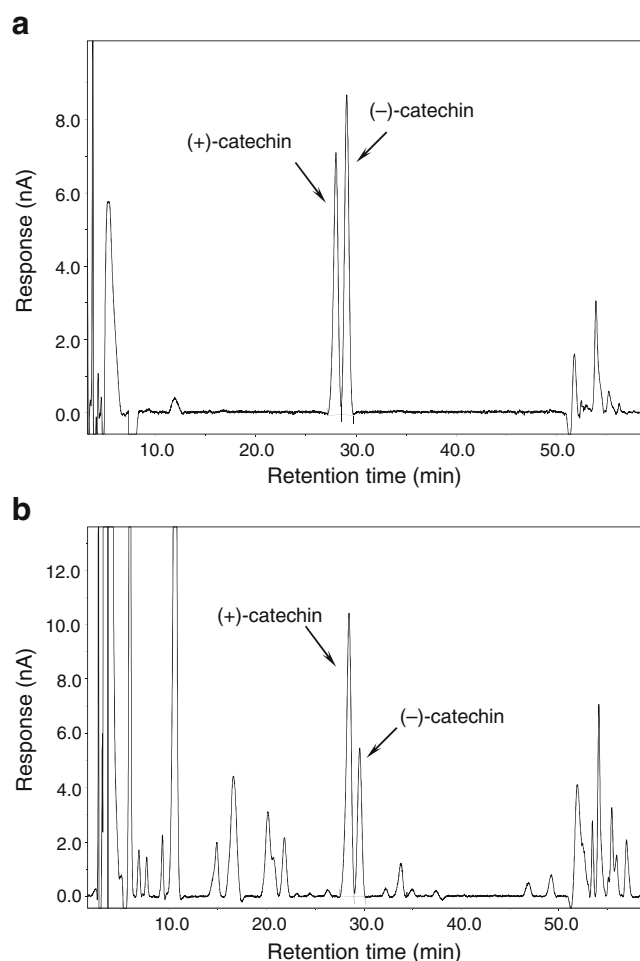 a
(–)-catechin
(+)-catechin
Response (nA)
8.0
6.0
4.0
2.0
0.0
10.0 20.0 30.0 40.0 50.0
Retention time (min)
b
12.0
10.0
8.0
6.0
4.0
2.0
0.0
Response (nA)
(+)-catechin
(–)-catechin
10.0 20.0 30.0 40.0 50.0
Retention time (min)